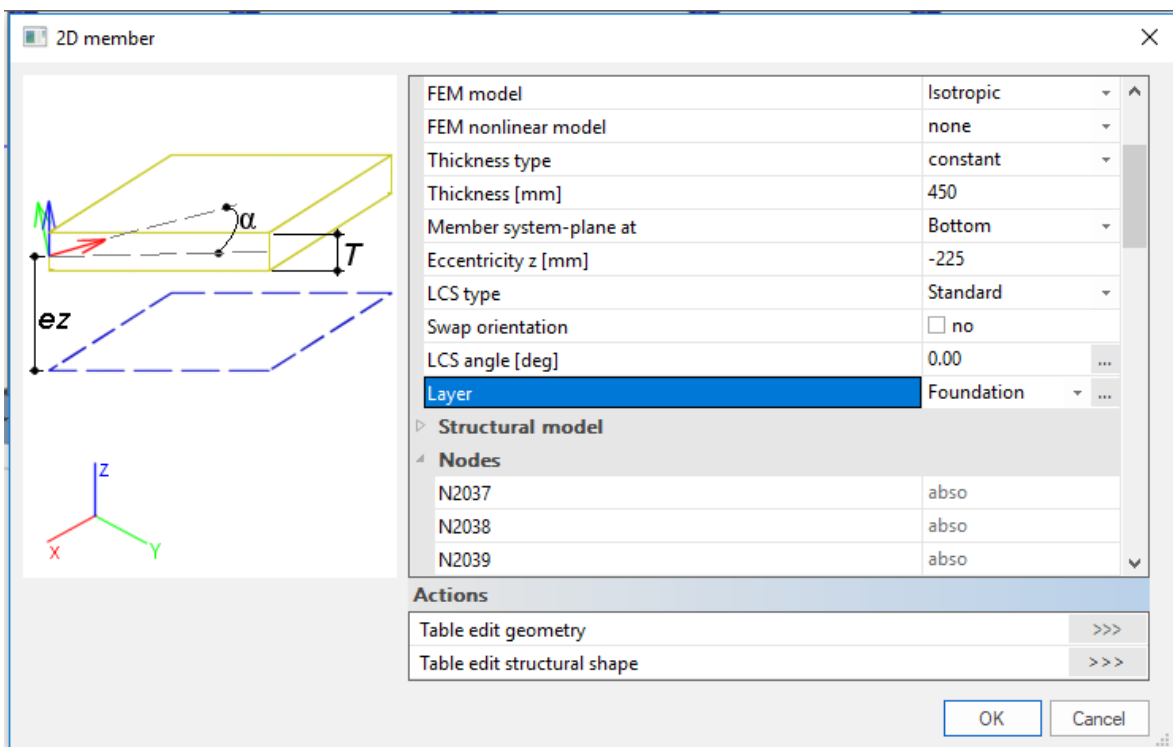 2D member
FEM model Isotropic
FEM nonlinear model none
Thickness type constant
Thickness [mm] 450
Member system-plane at Bottom
Eccentricity z [mm] -225
LCS type Standard
Swap orientation no
LCS angle [deg] 0.00 ...
Layer Foundation ...
Structural model
Nodes
N2037 abso
N2038 abso
N2039 abso
α
T
ez
Z
X Y
Actions
Table edit geometry >>>
Table edit structural shape >>>
OK Cancel